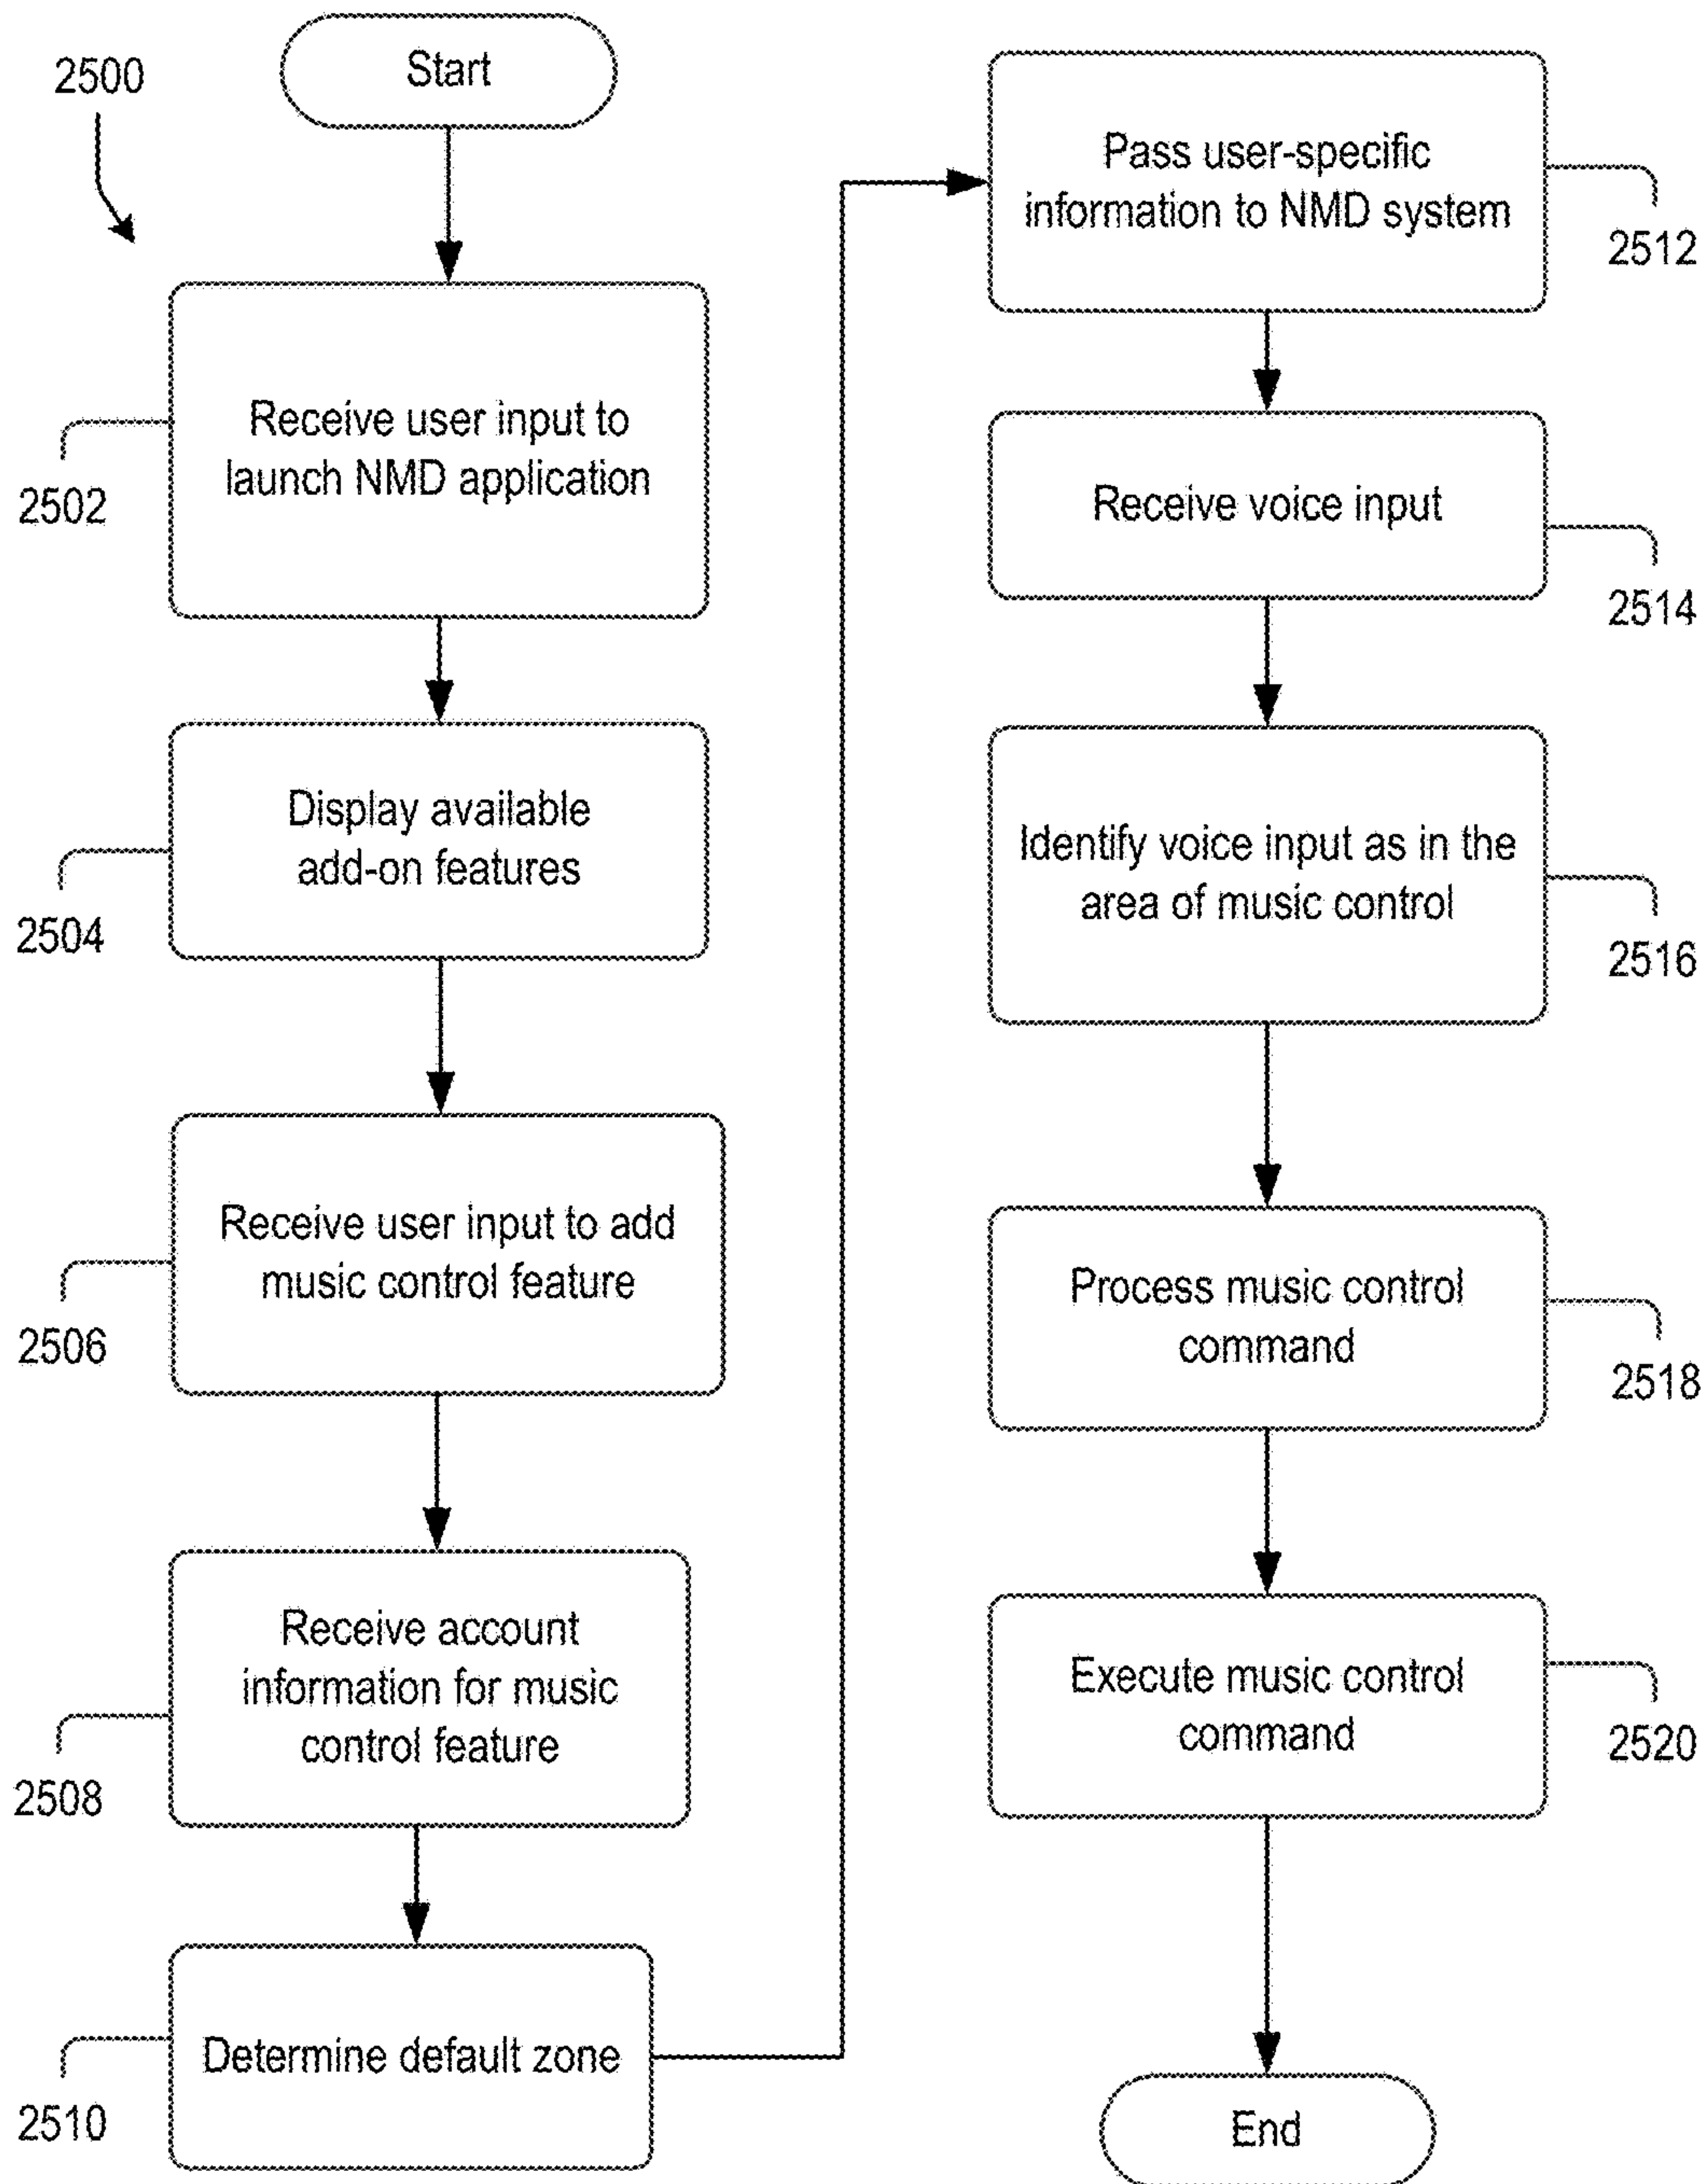 2500
Start
Receive user input to
launch NMD application
2502
Display available
add-on features
2504
Receive user input to add
music control feature
2506
Receive account
information for music
control feature
2508
Determine default zone
2510
Pass user-specific
information to NMD system
2512
Receive voice input
2514
Identify voice input as in the
area of music control
2516
Process music control
command
2518
Execute music control
command
2520
End